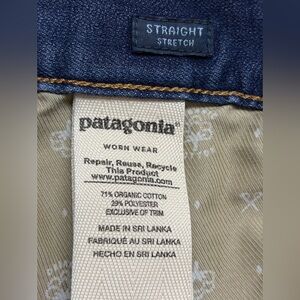 STRAIGHT
STRETCH
patagonia®
WORN WEAR
Repair, Reuse, Recycle
This Product
www.patagonia.com
71% ORGANIC COTTON
29% POLYESTER
EXCLUSIVE OF TRIM
MADE IN SRI LANKA
FABRIQUÉ AU SRI LANKA
HECHO EN SRI LANKA